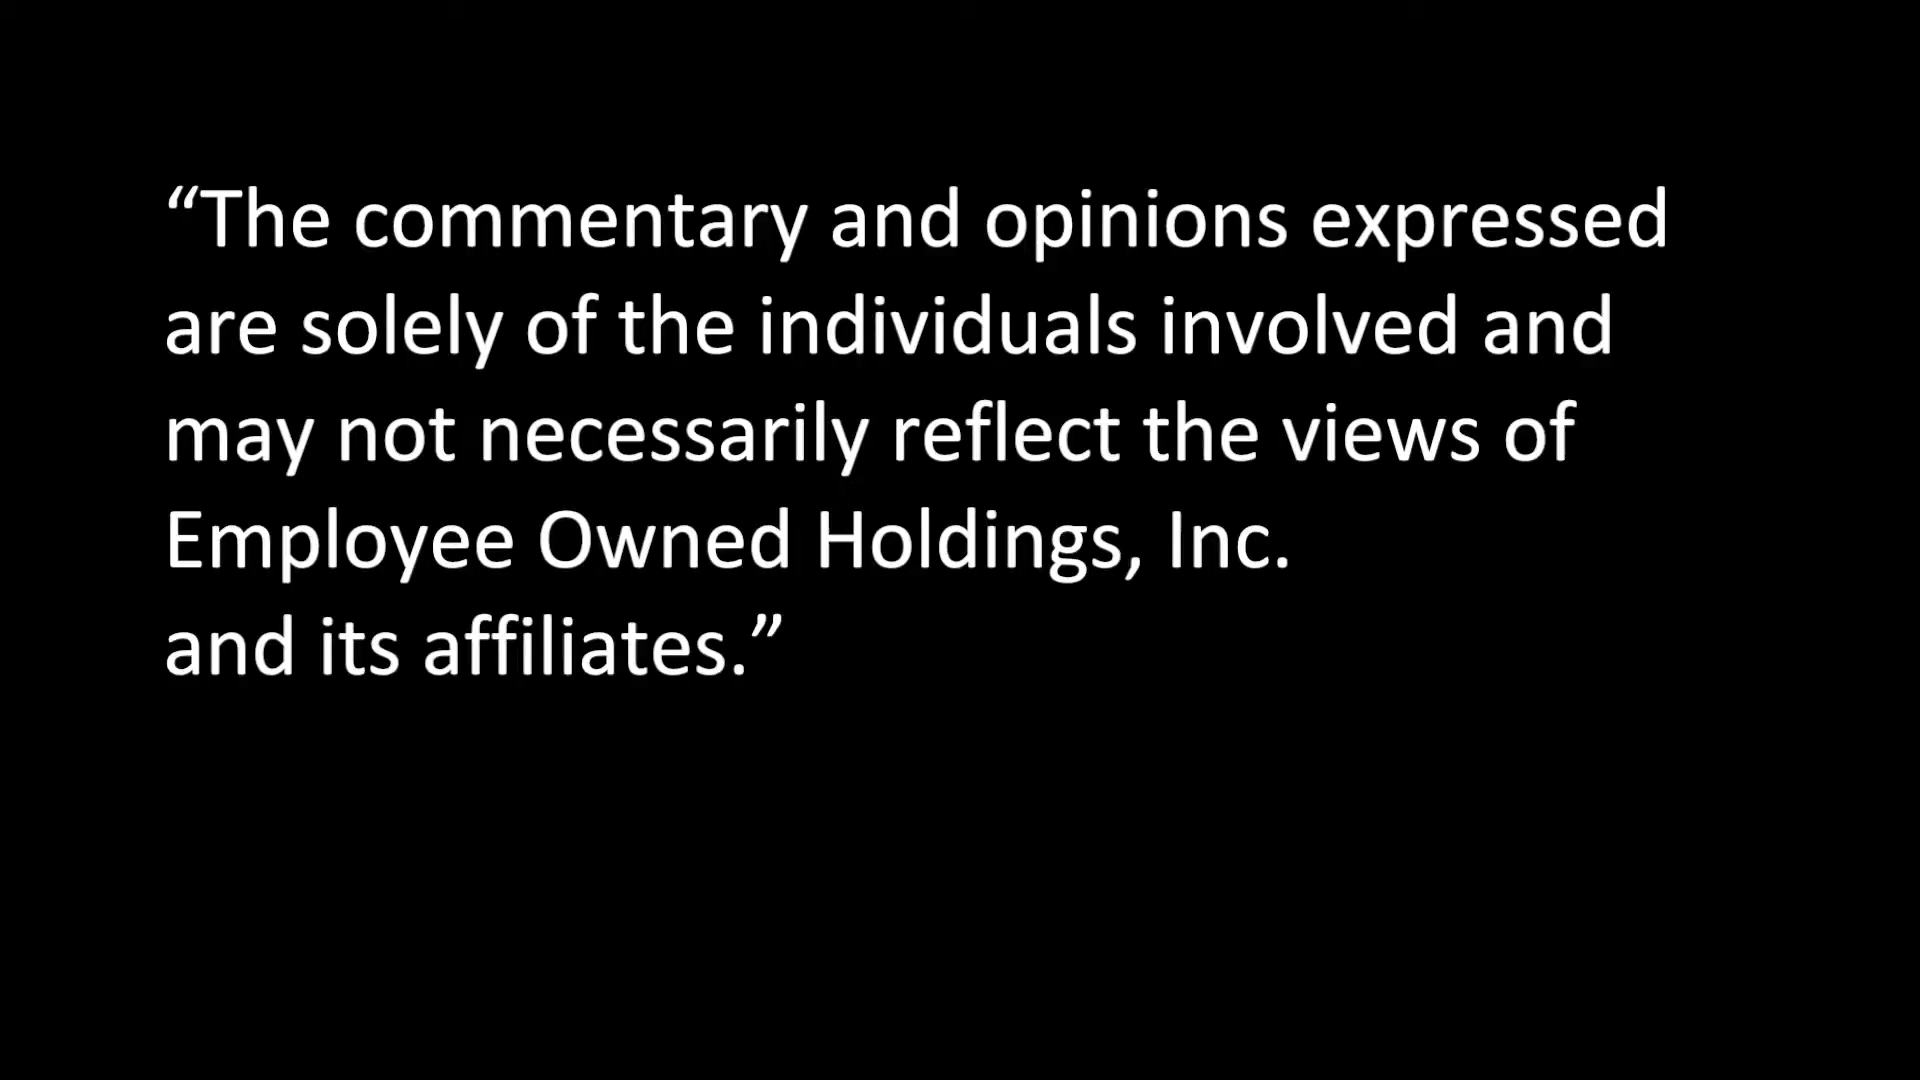 “The commentary and opinions expressed
are solely of the individuals involved and
may not necessarily reflect the views of
Employee Owned Holdings, Inc.
and its affiliates.”